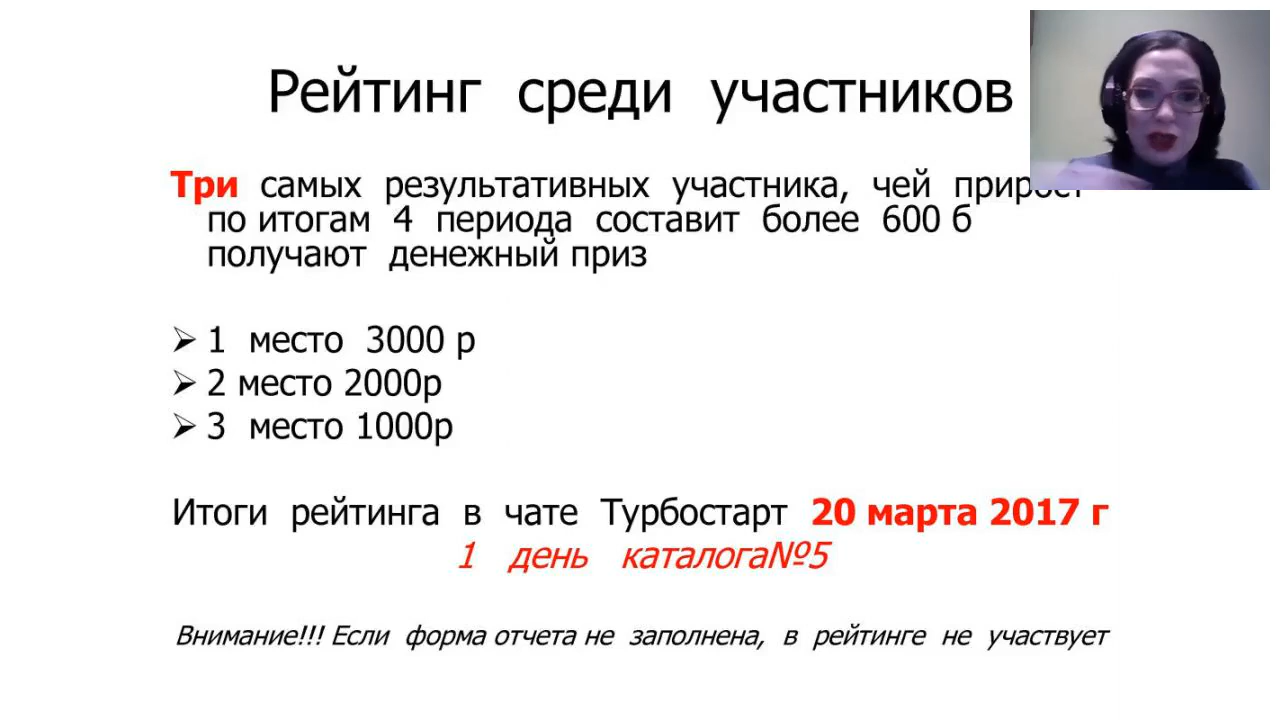 Рейтинг среди участников
Три самых результативных участника, чей прирост
по итогам 4 периода составит более 600 б
получают денежный приз
1 место 3000 р
2 место 2000р
3 место 1000р
Итоги рейтинга в чате Турбостарт 20 марта 2017 г
1 день каталога№5
Внимание!!! Если форма отчета не заполнена, в рейтинге не участвует